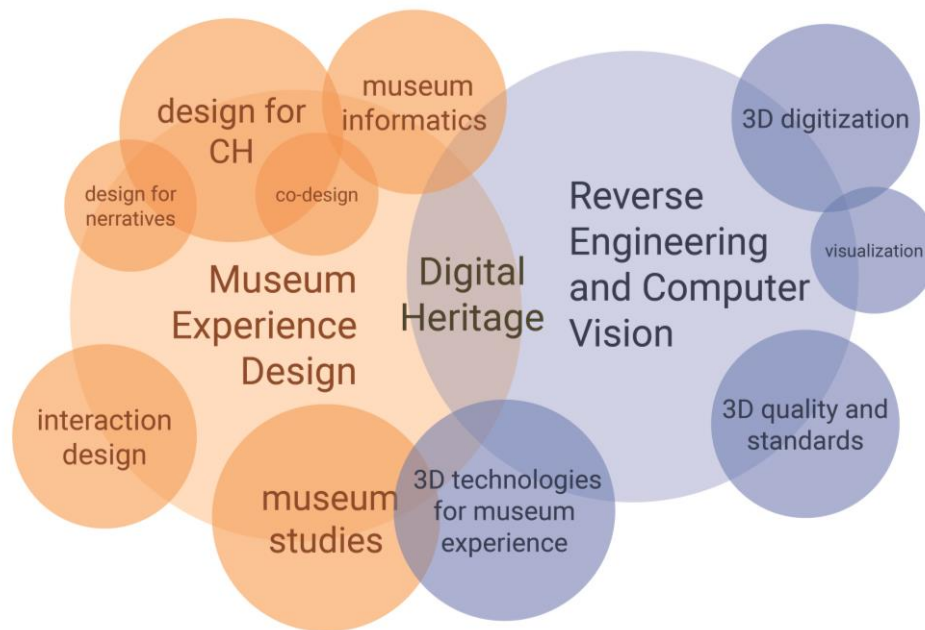 design for
CH
museum
informatics
design for
nerratives
co-design
Museum
Experience
Design
interaction
design
museum
studies
Digital
Heritage
Reverse
Engineering
and Computer
Vision
3D digitization
visualization
3D quality and
standards
3D technologies
for museum
experience